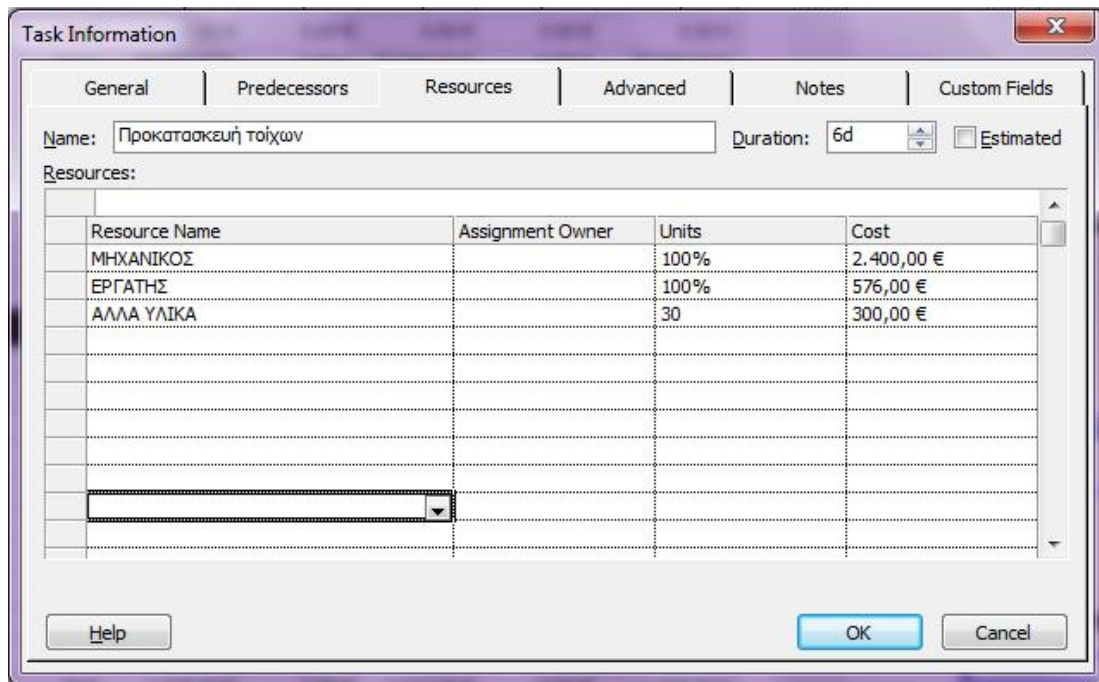 Task Information
General Predecessors Resources Advanced Notes Custom Fields
Name: Προκατασκευή τοίχων Duration: 6d Estimated
Resources:
Resource Name Assignment Owner Units Cost
ΜΗΧΑΝΙΚΟΣ 100% 2.400,00 €
ΕΡΓΑΤΗΣ 100% 576,00 €
ΑΛΛΑ ΥΛΙΚΑ 30 300,00 €
Help OK Cancel